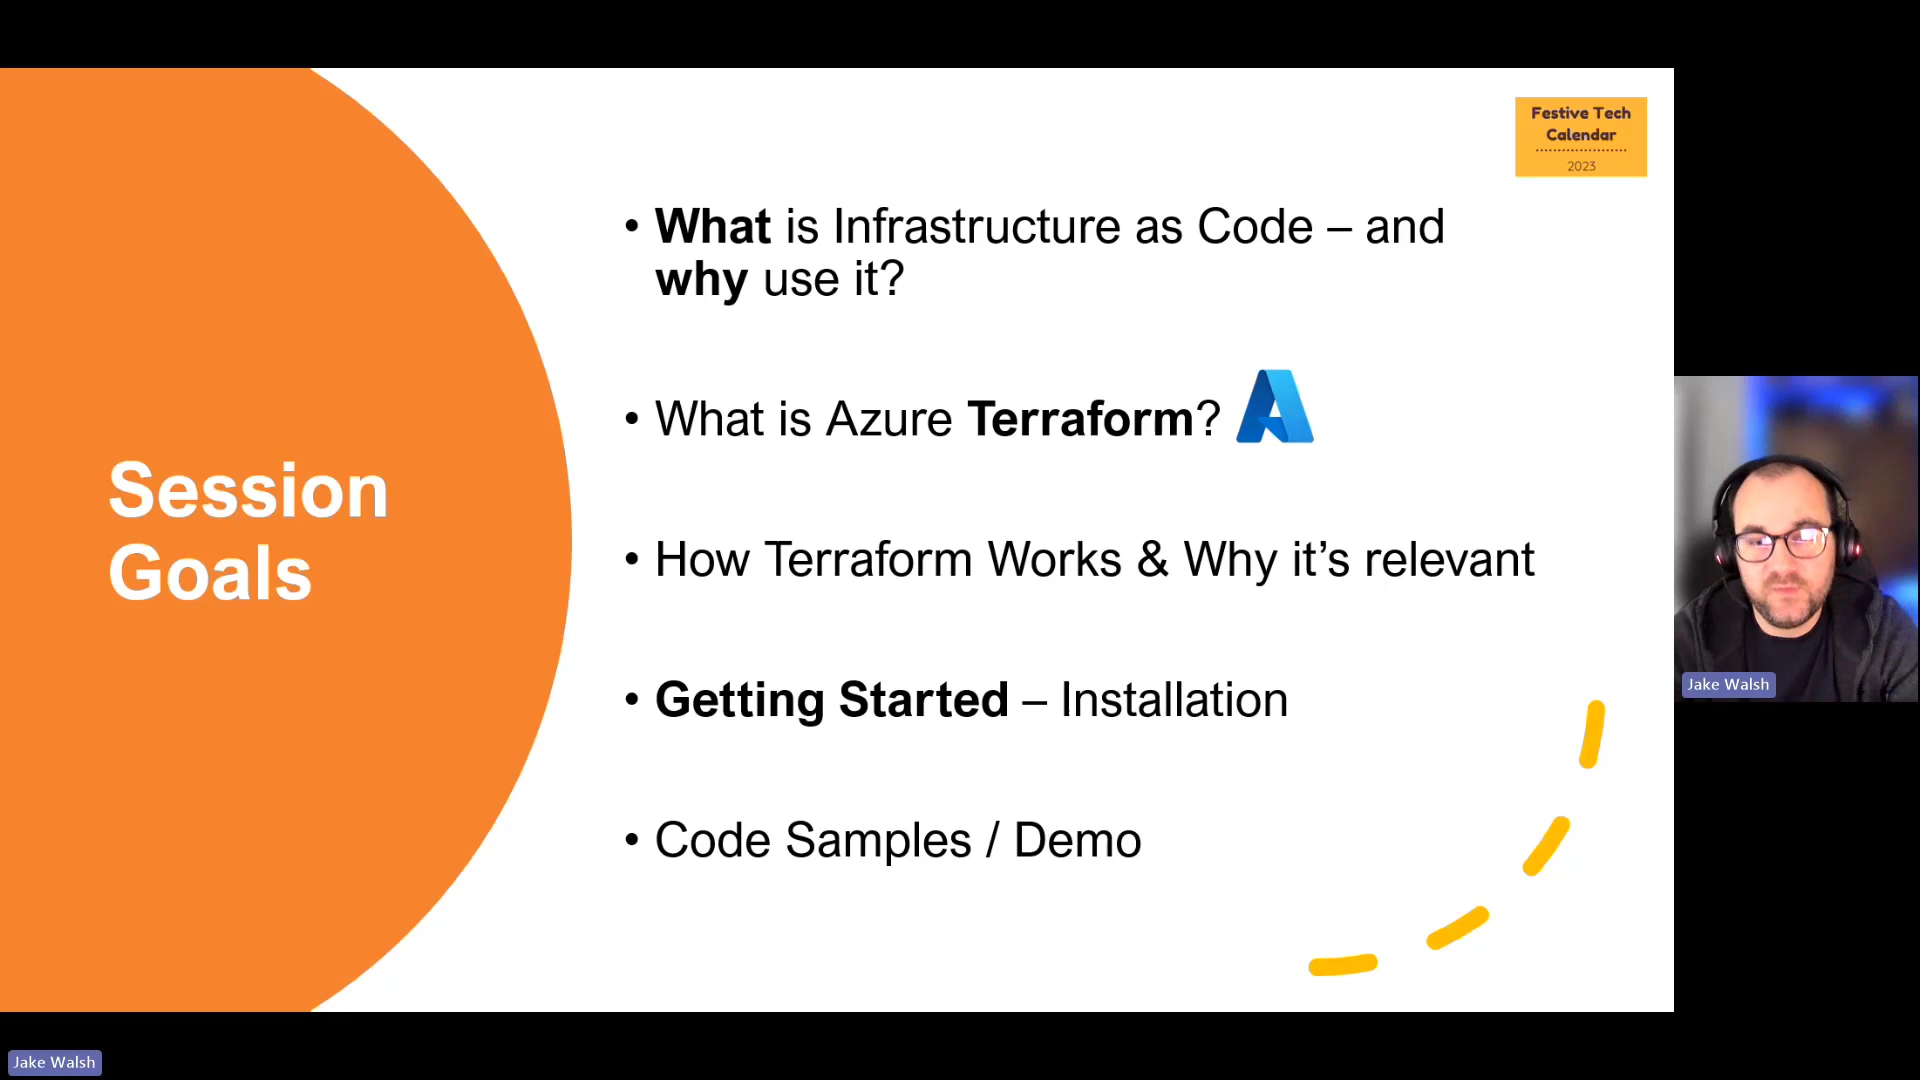 Festive Tech
Calendar
2023
Session
Goals
• What is Infrastructure as Code – and
why use it?
• What is Azure Terraform?
• How Terraform Works & Why it’s relevant
• Getting Started – Installation
• Code Samples / Demo
Jake Walsh
Jake Walsh